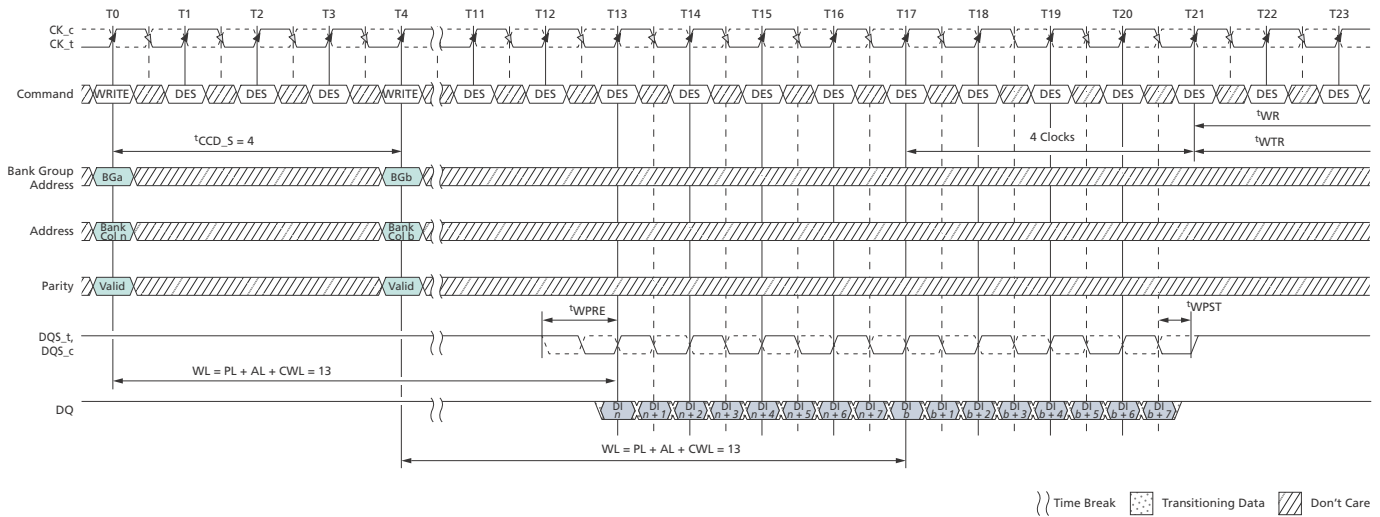 T0 T1 T2 T3 T4 T11 T12 T13 T14 T15 T16 T17 T18 T19 T20 T21 T22 T23
CK_c
CK_t
Command WRITE DES DES DES WRITE DES DES DES DES DES DES DES DES DES DES DES DES DES
tWR
tCCD_S = 4 4 Clocks tWTR
Bank Group
Address BGa BGb
Address Bank
Col n Bank
Col b
Parity Valid Valid
tWPRE tWPST
DQS_t,
DQS_c
WL = PL + AL + CWL = 13
DQ DI
n DI
n + 1 DI
n + 2 DI
n + 3 DI
n + 4 DI
n + 5 DI
n + 6 DI
n + 7 DI
b DI
b + 1 DI
b + 2 DI
b + 3 DI
b + 4 DI
b + 5 DI
b + 6 DI
b + 7
WL = PL + AL + CWL = 13
Time Break Transitioning Data Don't Care